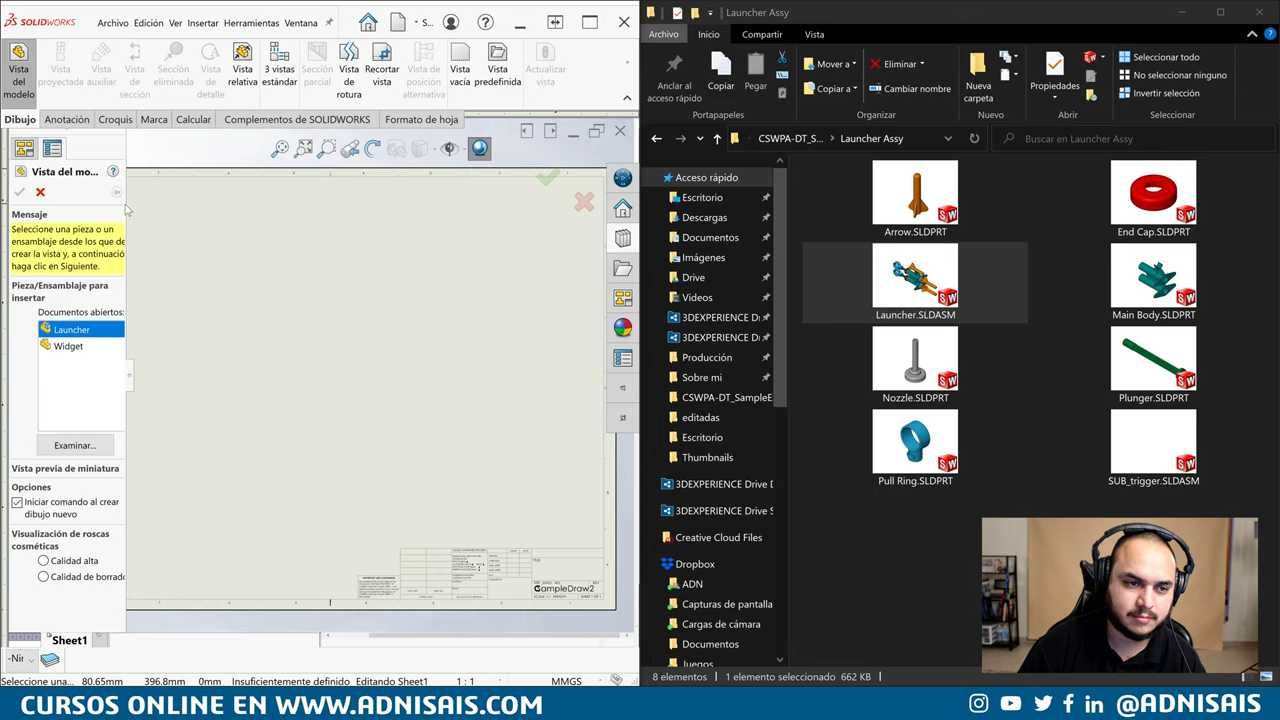 SOLIDWORKS
Archivo Edición Ver Insertar Herramientas Ventana
S...
Vista del modelo
Vista proyectada
Vista auxiliar
Vista de sección
Sección eliminada
Vista de detalle
Vista relativa
3 vistas estándar
Sección parcial
Vista de rotura
Recortar vista
Vista de posición alternativa
Vista vacía
Vista predefinida
Actualizar vista
Dibujo Anotación Croquis Marca Calcular Complementos de SOLIDWORKS Formato de hoja
Vista del mo...
Mensaje
Seleccione una pieza o un
ensamblaje desde los que de
crear la vista y, a continuació
haga clic en Siguiente.
Pieza/Ensamblaje para
insertar
Documentos abiertos:
Launcher
Widget
Examinar...
Vista previa de miniatura
Opciones
Iniciar comando al crear
dibujo nuevo
Visualización de roscas
cosméticas
Calidad alta
Calidad de borrado
SampleDraw2
Sheet1
-Nir
Seleccione una... 80.65mm 396.8mm 0mm Insuficientemente definido Editando Sheet1 1 : 1 MMGS
Launcher Assy
Archivo Inicio Compartir Vista
Anclar al acceso rápido
Copiar
Pegar
Portapapeles
Mover a
Copiar a
Eliminar
Cambiar nombre
Organizar
Nueva carpeta
Nuevo
Propiedades
Abrir
Seleccionar todo
No seleccionar ninguno
Invertir selección
Seleccionar
CSWPA-DT_S... Launcher Assy
Buscar en Launcher Assy
Acceso rápido
Escritorio
Descargas
Documentos
Imágenes
Drive
Videos
3DEXPERIENCE Dr
3DEXPERIENCE Dr
Producción
Sobre mi
CSWPA-DT_SampleE
editadas
Escritorio
Thumbnails
3DEXPERIENCE Drive D
3DEXPERIENCE Drive S
Creative Cloud Files
Dropbox
ADN
Capturas de pantalla
Cargas de cámara
Documentos
Juegos
Arrow.SLDPRT
End Cap.SLDPRT
Launcher.SLDASM
Main Body.SLDPRT
Nozzle.SLDPRT
Plunger.SLDPRT
Pull Ring.SLDPRT
SUB_trigger.SLDASM
8 elementos 1 elemento seleccionado 662 KB
CURSOS ONLINE EN WWW.ADNISAIS.COM
@ADNISAIS